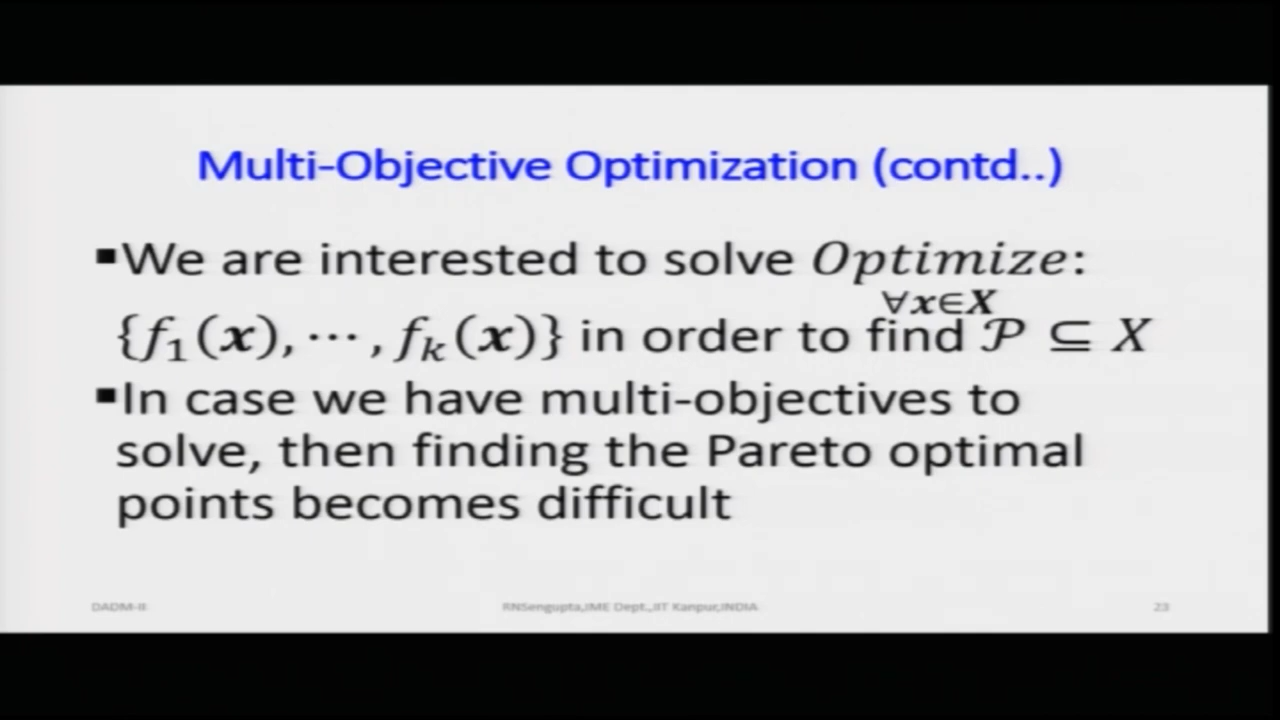 Multi-Objective Optimization (contd..)
▪We are interested to solve Optimize:
∀x∈X
{f₁(x), ⋯ , fₖ(x)} in order to find 𝒫 ⊆ X
▪In case we have multi-objectives to
solve, then finding the Pareto optimal
points becomes difficult
DADM-II RNSengupta,IME Dept.,IIT Kanpur,INDIA 23